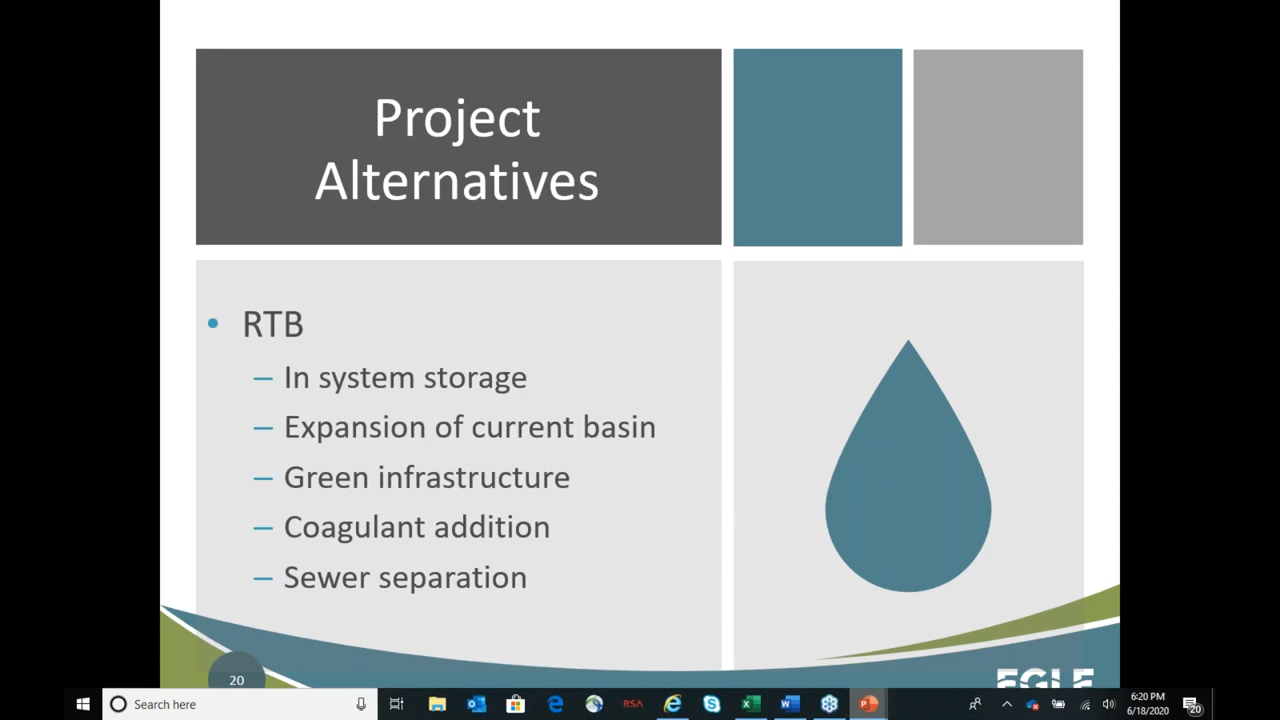 Project
Alternatives
• RTB
– In system storage
– Expansion of current basin
– Green infrastructure
– Coagulant addition
– Sewer separation
20
EGLE
Search here
RSA
6:20 PM
6/18/2020
20